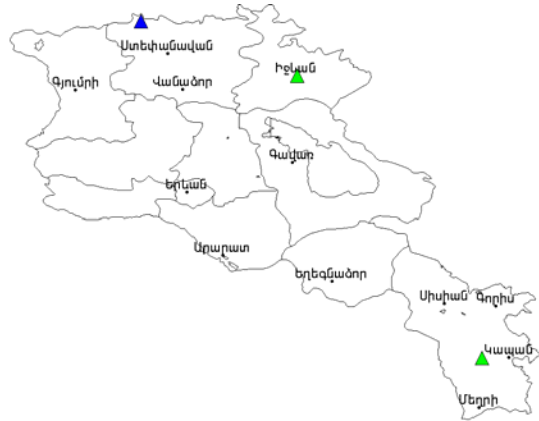 Ստեփանավան
Իջևան
Գյումրի
Վանաձոր
Գավառ
Երևան
Արարատ
Եղեգնաձոր
Սիսիան
Գորիս
Կապան
Մեղրի